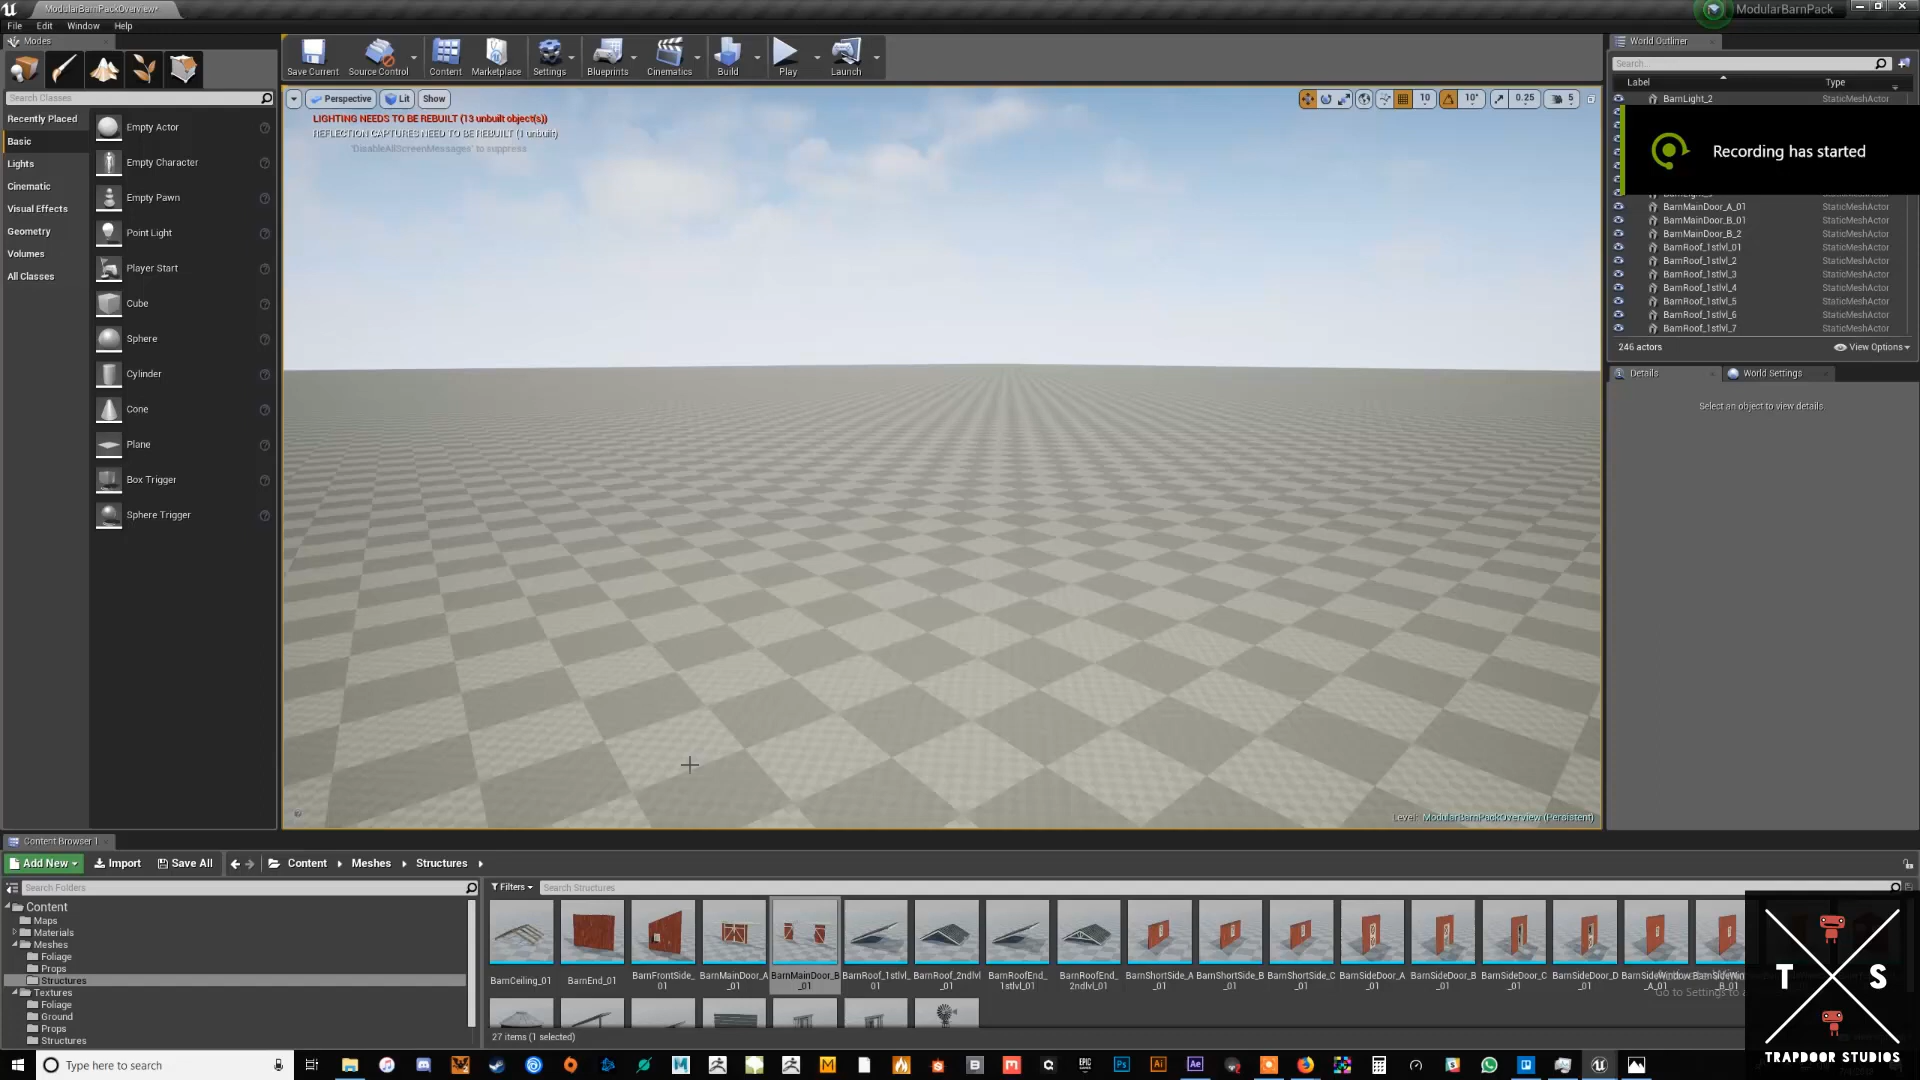 ModularBarnPackOverview*
ModularBarnPack
File Edit Window Help
Modes
Search Classes
Recently Placed
Basic
Lights
Cinematic
Visual Effects
Geometry
Volumes
All Classes
Empty Actor
Empty Character
Empty Pawn
Point Light
Player Start
Cube
Sphere
Cylinder
Cone
Plane
Box Trigger
Sphere Trigger
Save Current Source Control Content Marketplace Settings Blueprints Cinematics Build Play Launch
Perspective Lit Show
10 10° 0.25 5
LIGHTING NEEDS TO BE REBUILT (13 unbuilt object(s))
REFLECTION CAPTURES NEED TO BE REBUILT (1 unbuilt)
'DisableAllScreenMessages' to suppress
Level: ModularBarnPackOverview (Persistent)
World Outliner
Search...
Label Type
BarnLight_2 StaticMeshActor
Recording has started
BarnMainDoor_A_01 StaticMeshActor
BarnMainDoor_B_01 StaticMeshActor
BarnMainDoor_B_2 StaticMeshActor
BarnRoof_1stlvl_01 StaticMeshActor
BarnRoof_1stlvl_2 StaticMeshActor
BarnRoof_1stlvl_3 StaticMeshActor
BarnRoof_1stlvl_4 StaticMeshActor
BarnRoof_1stlvl_5 StaticMeshActor
BarnRoof_1stlvl_6 StaticMeshActor
BarnRoof_1stlvl_7 StaticMeshActor
246 actors View Options
Details World Settings
Select an object to view details.
Content Browser 1
Add New Import Save All Content Meshes Structures
Search Folders
Filters Search Structures
Content
Maps
Materials
Meshes
Foliage
Props
Structures
Textures
Foliage
Ground
Props
Structures
BarnCeiling_01
BarnEnd_01
BarnFrontSide_01
BarnMainDoor_A_01
BarnMainDoor_B_01
BarnRoof_1stlvl_01
BarnRoof_2ndlvl_01
BarnRoofEnd_1stlvl_01
BarnRoofEnd_2ndlvl_01
BarnShortSide_A_01
BarnShortSide_B_01
BarnShortSide_C_01
BarnSideDoor_A_01
BarnSideDoor_B_01
BarnSideDoor_C_01
BarnSideDoor_D_01
27 items (1 selected)
Go to Settings to a
T S
TRAPDOOR STUDIOS
Type here to search